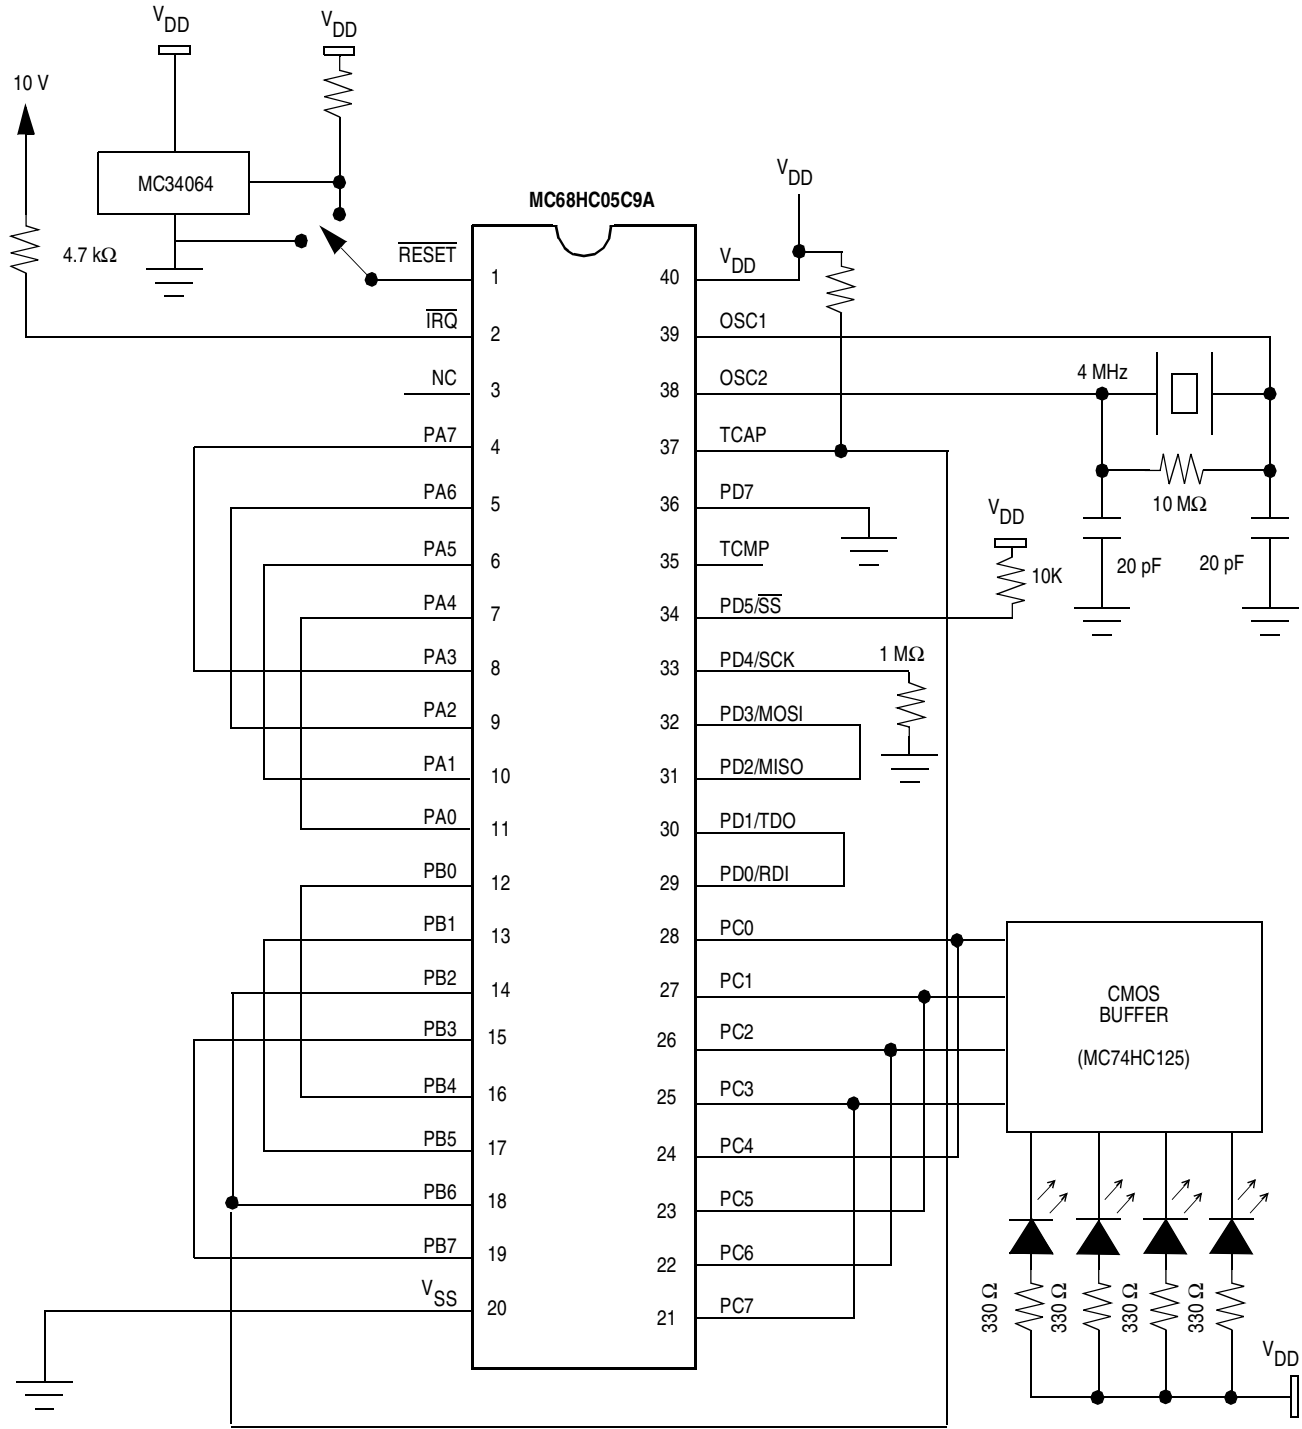 VDD
VDD
10 V
MC34064
4.7 kΩ
MC68HC05C9A
VDD
RESET
1
40
VDD
IRQ
2
39
OSC1
NC
3
38
OSC2
4 MHz
PA7
4
37
TCAP
10 MΩ
PA6
5
36
PD7
VDD
PA5
6
35
TCMP
20 pF
20 pF
10K
PA4
7
34
PD5/SS
PA3
8
33
PD4/SCK
1 MΩ
PA2
9
32
PD3/MOSI
PA1
10
31
PD2/MISO
PA0
11
30
PD1/TDO
PB0
12
29
PD0/RDI
PB1
13
28
PC0
PB2
14
27
PC1
CMOS
BUFFER
(MC74HC125)
PB3
15
26
PC2
PB4
16
25
PC3
PB5
17
24
PC4
PB6
18
23
PC5
PB7
19
22
PC6
VSS
20
21
PC7
330 Ω
330 Ω
330 Ω
330 Ω
VDD